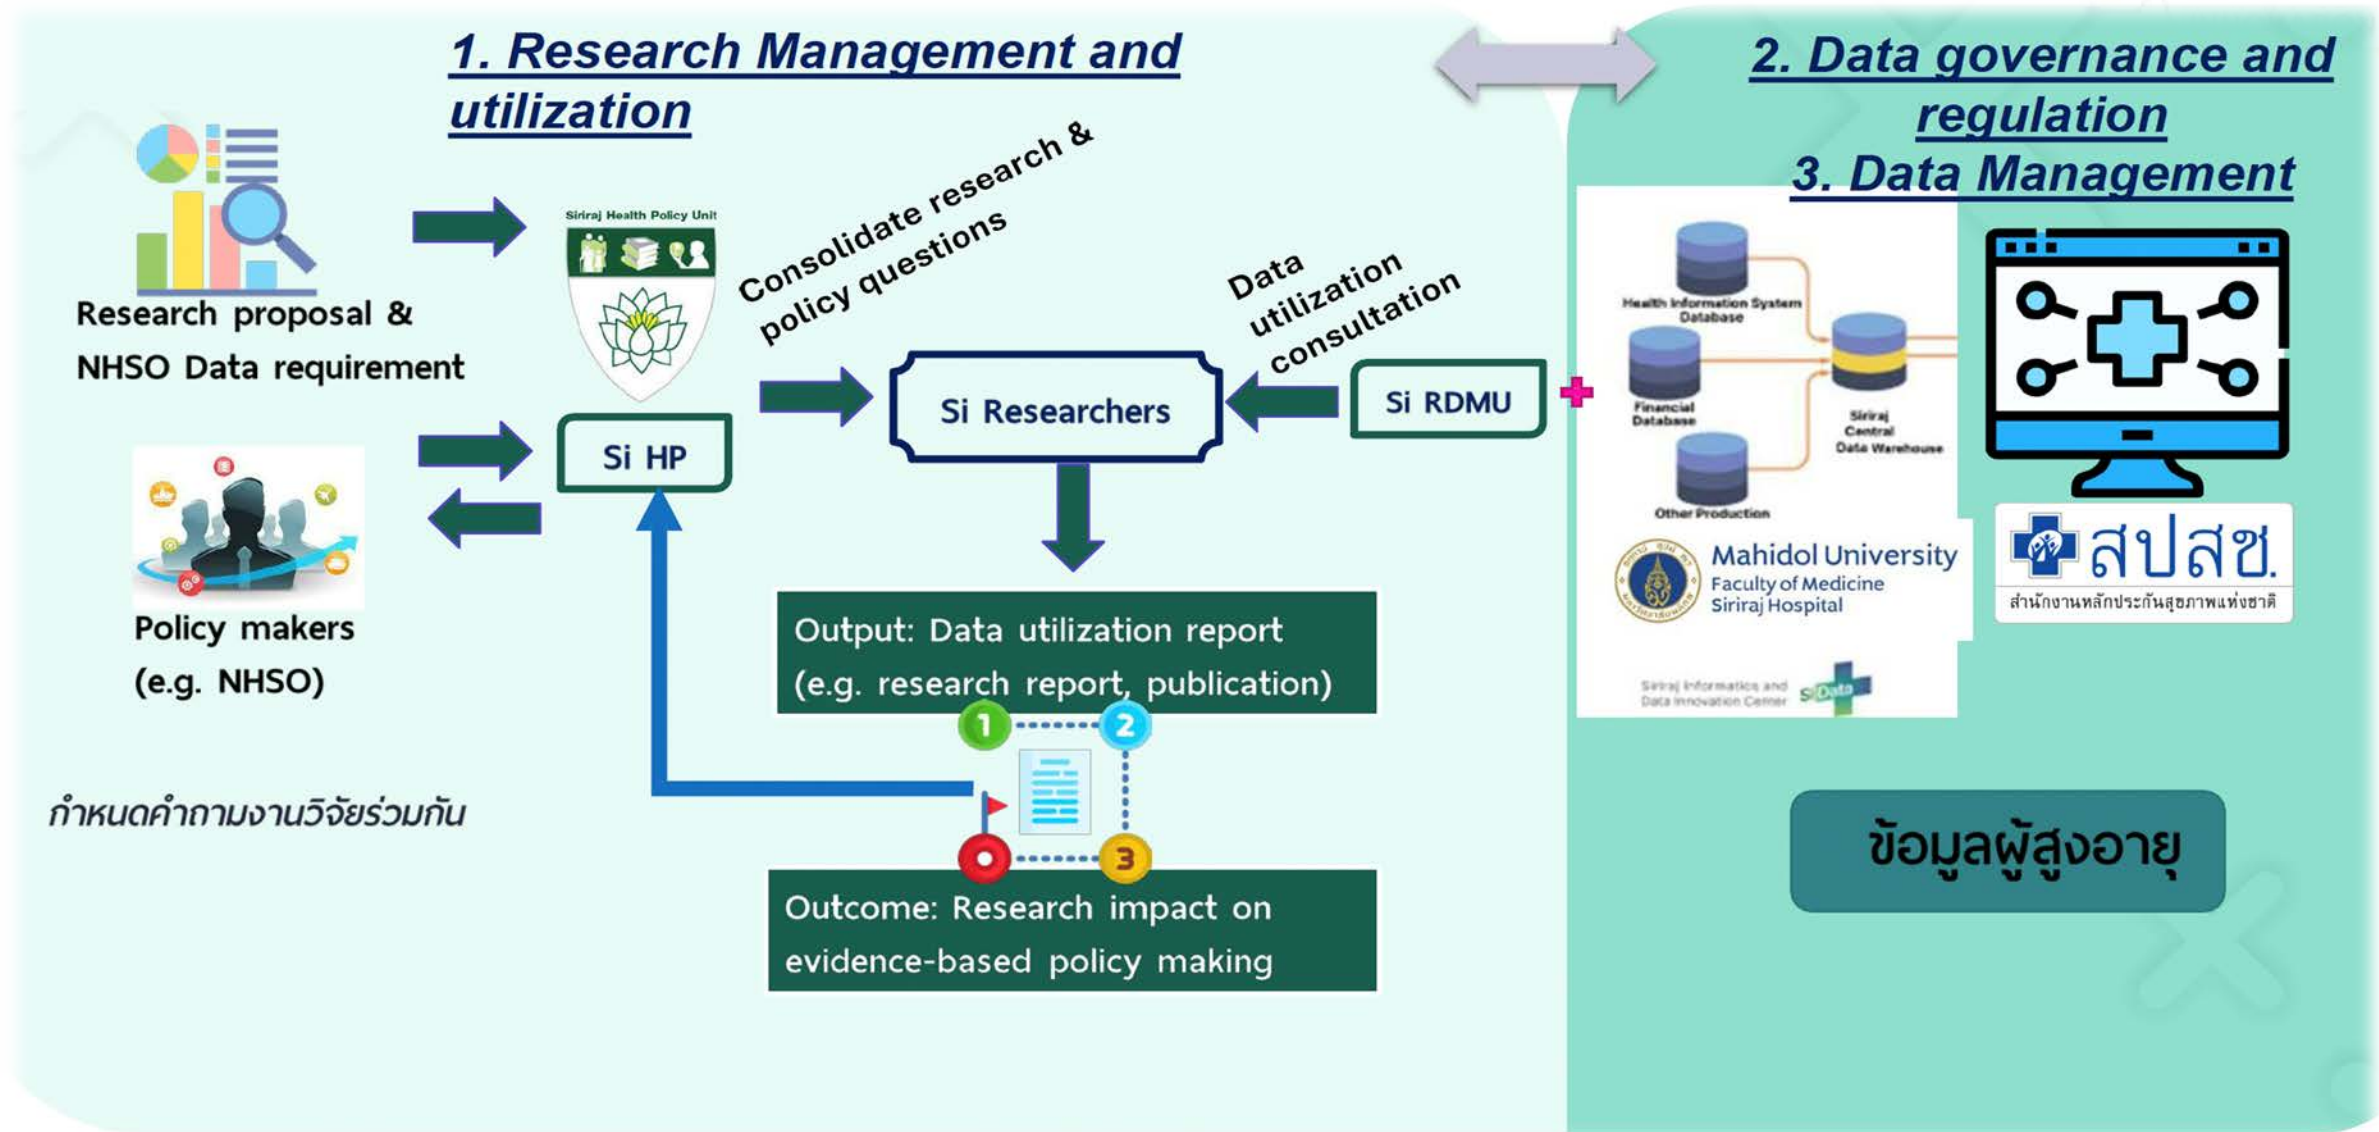 1. Research Management and
utilization
2. Data governance and
regulation
3. Data Management
Research proposal &
NHSO Data requirement
Siriraj Health Policy Unit
Consolidate research &
policy questions
Data
utilization
consultation
Si HP
Si Researchers
Si RDMU
Policy makers
(e.g. NHSO)
กำหนดคำถามงานวิจัยร่วมกัน
Output: Data utilization report
(e.g. research report, publication)
1
2
3
Outcome: Research impact on
evidence-based policy making
Health Information System
Database
Financial
Database
Other Production
Siriraj
Central
Data Warehouse
Mahidol University
Faculty of Medicine
Siriraj Hospital
Siriraj Informatics and
Data Innovation Center
SiData
สปสช.
สำนักงานหลักประกันสุขภาพแห่งชาติ
ข้อมูลผู้สูงอายุ